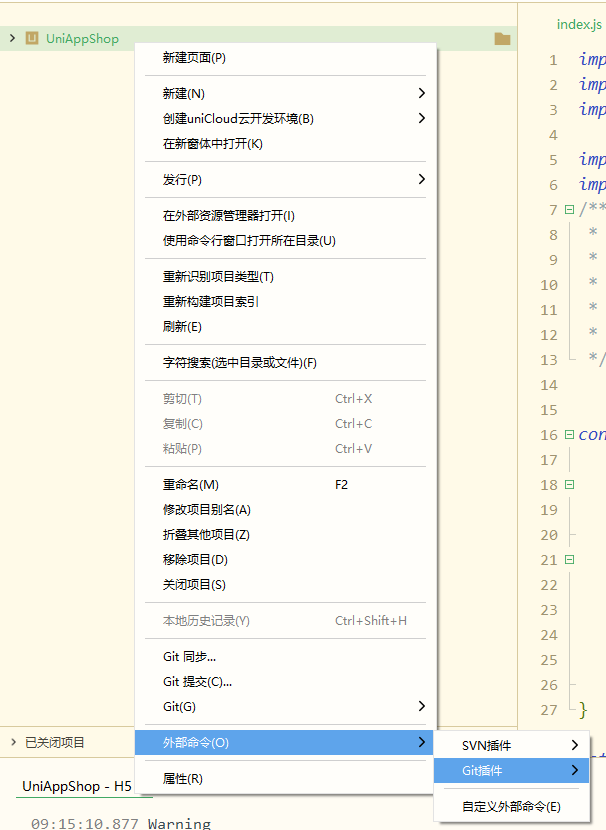 UniAppShop
新建页面(P)
新建(N)
创建uniCloud云开发环境(B)
在新窗体中打开(K)
发行(P)
在外部资源管理器打开(I)
使用命令行窗口打开所在目录(U)
重新识别项目类型(T)
重新构建项目索引
刷新(E)
字符搜索(选中目录或文件)(F)
剪切(T) Ctrl+X
复制(C) Ctrl+C
粘贴(P) Ctrl+V
重命名(M) F2
修改项目别名(A)
折叠其他项目(Z)
移除项目(D)
关闭项目(S)
本地历史记录(Y) Ctrl+Shift+H
Git 同步...
Git 提交(C)...
Git(G)
外部命令(O)
属性(R)
SVN插件
Git插件
自定义外部命令(E)
已关闭项目
UniAppShop - H5
09:15:10.877 Warning
index.js
1 imp
2 imp
3 imp
4
5 imp
6 imp
7 /**
8 *
9 *
10 *
11 *
12 *
13 */
14
15
16 con
17
18
19
20
21
22
23
24
25
26
27 }